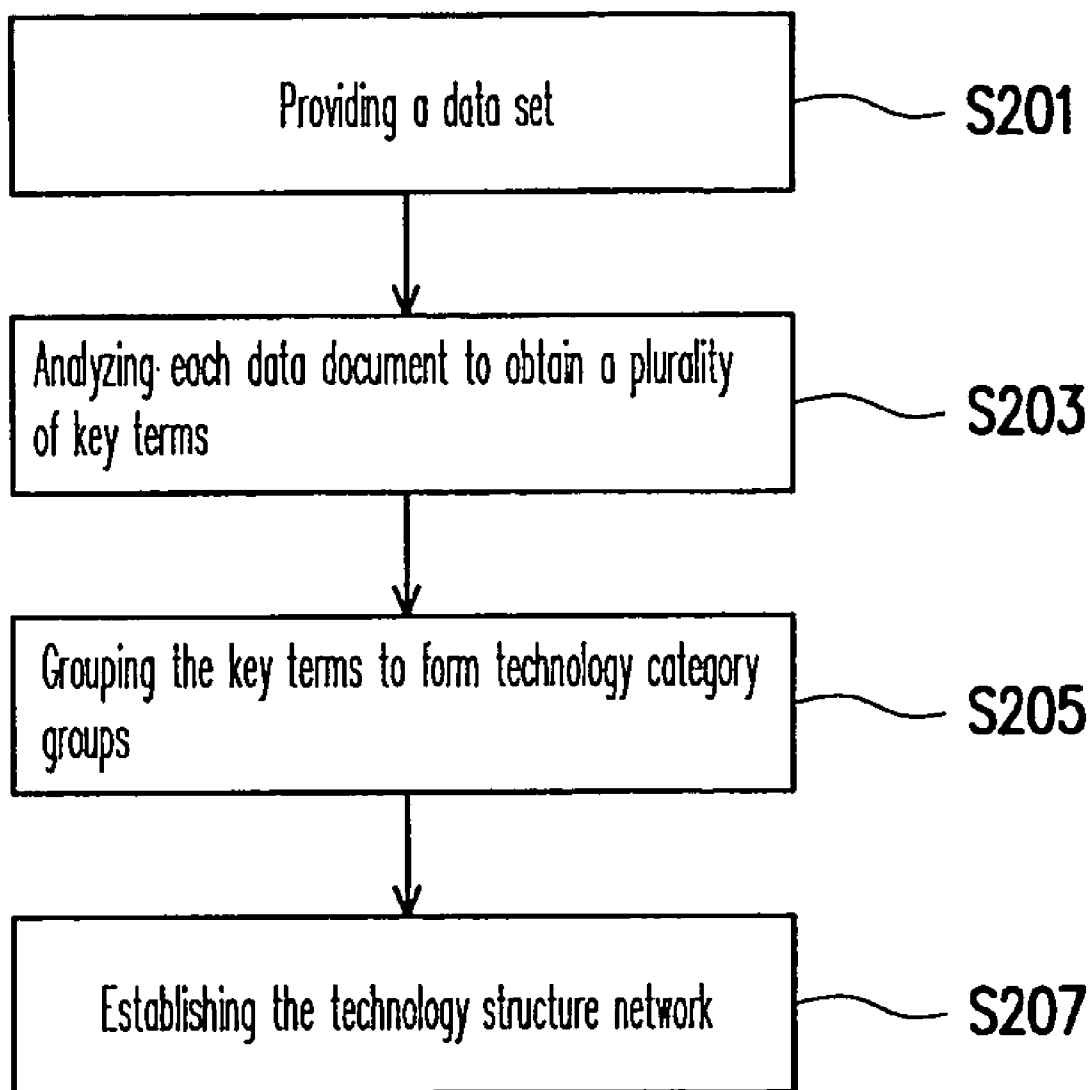 Providing a data set
S201
Analyzing each data document to obtain a plurality
of key terms
S203
Grouping the key terms to form technology category
groups
S205
Establishing the technology structure network
S207